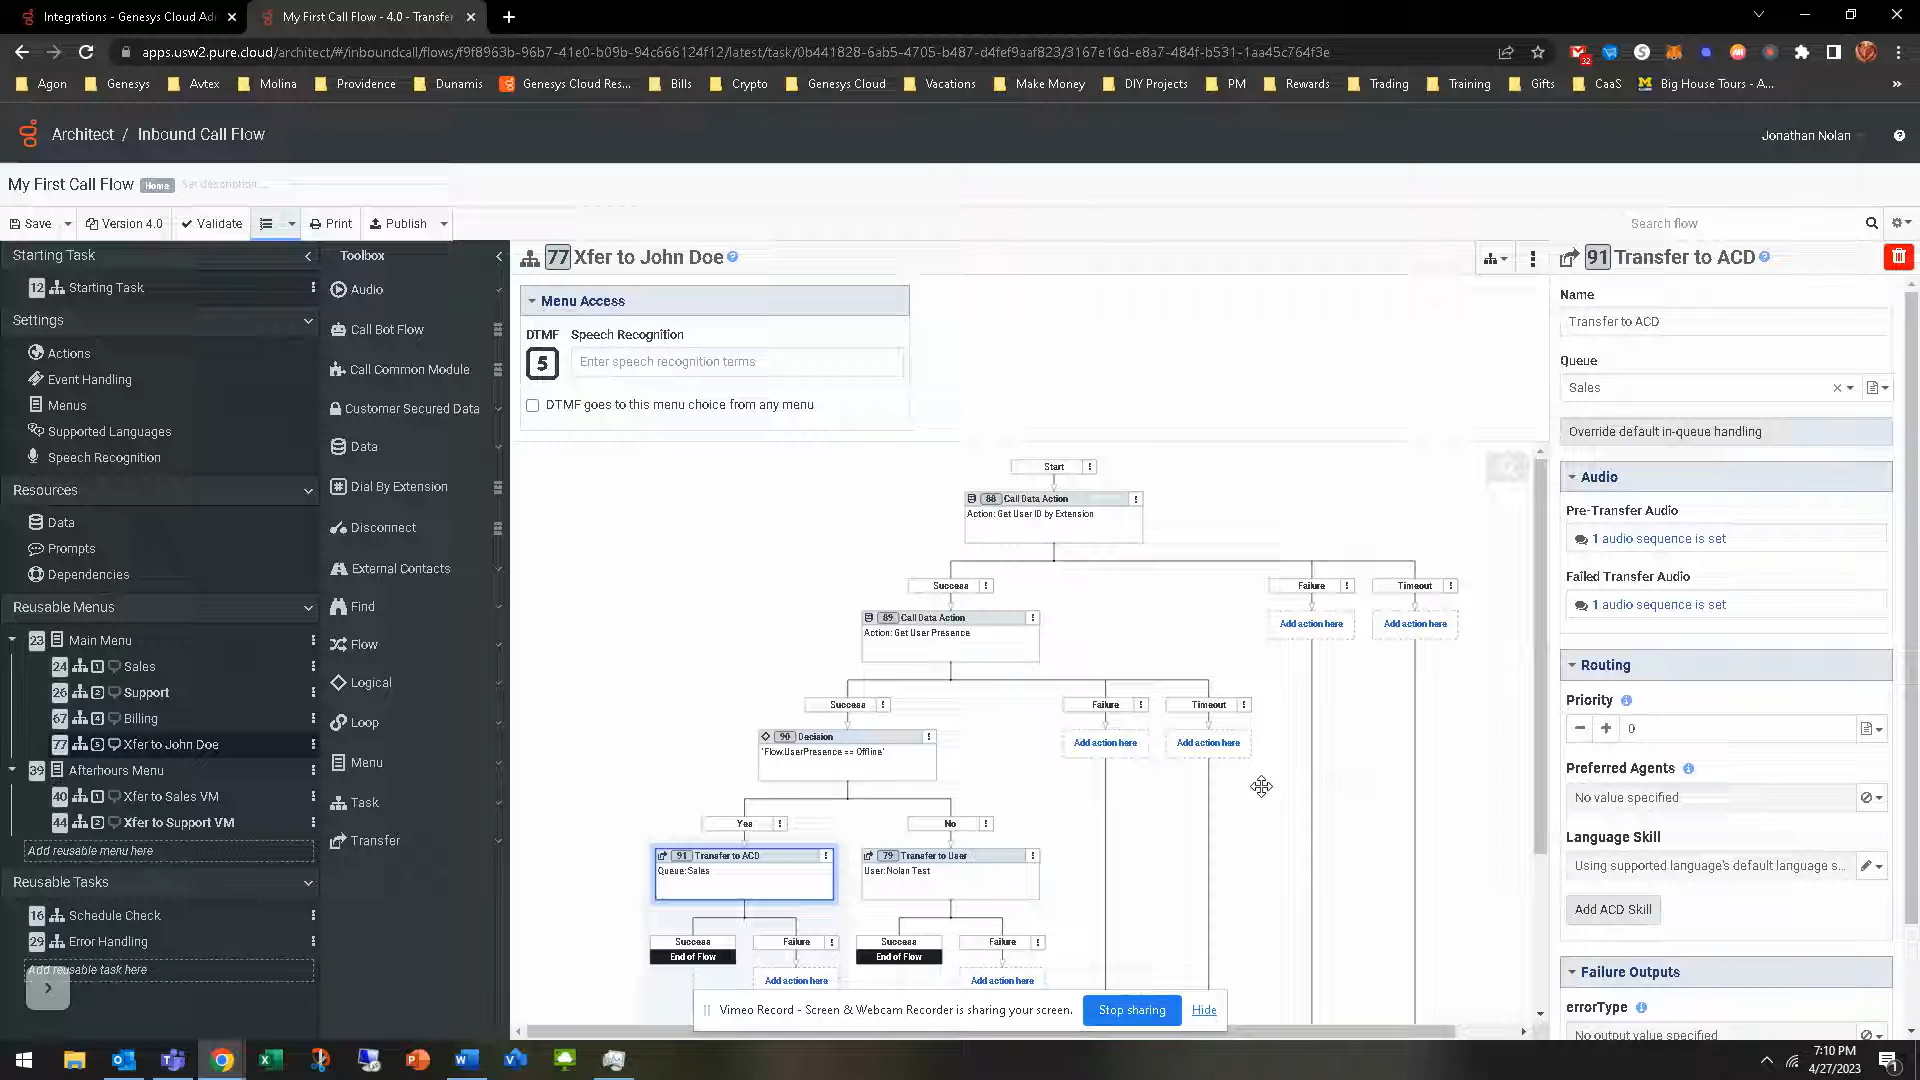 Integrations - Genesys Cloud Adm
My First Call Flow - 4.0 - Transfer
apps.usw2.pure.cloud/architect/#/inboundcall/flows/f9f8963b-96b7-41e0-b09b-94c666124f12/latest/task/0b441828-6ab5-4705-b487-d4fef9aaf823/3167e16d-e8a7-484f-b531-1aa45c764f3e
32
Agon Genesys Avtex Molina Providence Dunamis Genesys Cloud Res... Bills Crypto Genesys Cloud Vacations Make Money DIY Projects PM Rewards Trading Training Gifts CaaS Big House Tours - A... »
Architect / Inbound Call Flow
Jonathan Nolan
My First Call Flow Home Set description...
Save Version 4.0 Validate Print Publish
Search flow
Starting Task
12 Starting Task
Settings
Actions
Event Handling
Menus
Supported Languages
Speech Recognition
Resources
Data
Prompts
Dependencies
Reusable Menus
23 Main Menu
24 1 Sales
26 2 Support
67 4 Billing
77 5 Xfer to John Doe
39 Afterhours Menu
40 1 Xfer to Sales VM
44 2 Xfer to Support VM
Add reusable menu here
Reusable Tasks
16 Schedule Check
29 Error Handling
Add reusable task here
Toolbox
Audio
Call Bot Flow
Call Common Module
Customer Secured Data
Data
Dial By Extension
Disconnect
External Contacts
Find
Flow
Logical
Loop
Menu
Task
Transfer
77 Xfer to John Doe
Menu Access
DTMF Speech Recognition
5 Enter speech recognition terms
DTMF goes to this menu choice from any menu
Start
88 Call Data Action
Action: Get User ID by Extension
Success Failure Timeout
Add action here Add action here
89 Call Data Action
Action: Get User Presence
Success Failure Timeout
Add action here Add action here
90 Decision
'Flow.UserPresence == Offline'
Yes No
91 Transfer to ACD
Queue: Sales
79 Transfer to User
User: Nolan Test
Success Failure Success Failure
End of Flow End of Flow
Add action here Add action here
91 Transfer to ACD
Name
Transfer to ACD
Queue
Sales
Override default in-queue handling
Audio
Pre-Transfer Audio
1 audio sequence is set
Failed Transfer Audio
1 audio sequence is set
Routing
Priority
0
Preferred Agents
No value specified
Language Skill
Using supported language's default language s...
Add ACD Skill
Failure Outputs
errorType
No output value specified
Vimeo Record - Screen & Webcam Recorder is sharing your screen. Stop sharing Hide
7:10 PM
4/27/2023
1